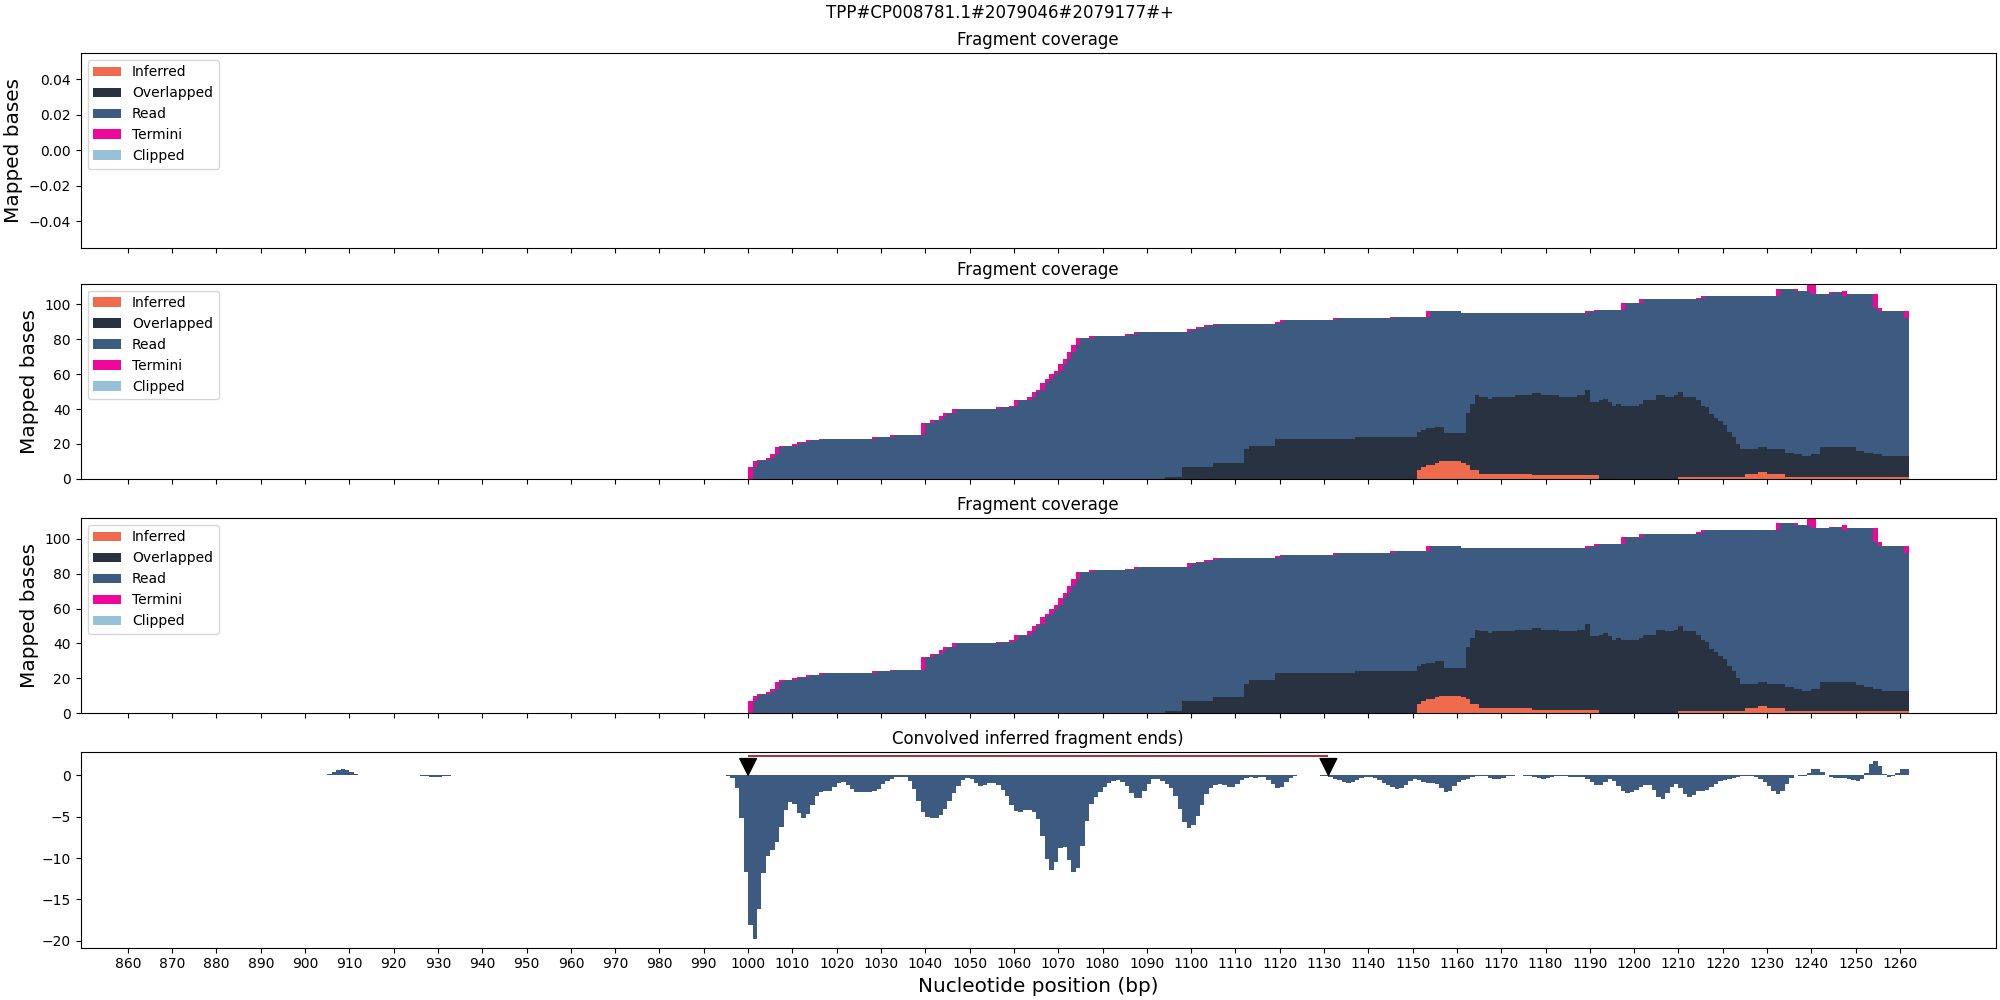 TPP#CP008781.1#2079046#2079177#+
Fragment coverage
Mapped bases
0.04
0.02
0.00
−0.02
−0.04
Inferred
Overlapped
Read
Termini
Clipped
Fragment coverage
Mapped bases
100
80
60
40
20
0
Inferred
Overlapped
Read
Termini
Clipped
Fragment coverage
Mapped bases
100
80
60
40
20
0
Inferred
Overlapped
Read
Termini
Clipped
Convolved inferred fragment ends)
0
−5
−10
−15
−20
860 870 880 890 900 910 920 930 940 950 960 970 980 990 1000 1010 1020 1030 1040 1050 1060 1070 1080 1090 1100 1110 1120 1130 1140 1150 1160 1170 1180 1190 1200 1210 1220 1230 1240 1250 1260
Nucleotide position (bp)